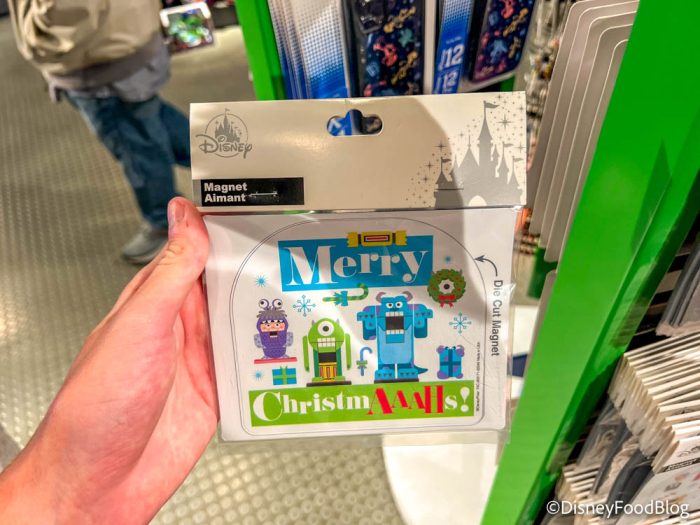 Disney
Magnet
Aimant
Merry
ChristmAAAHs!
Die Cut Magnet
12
12
©DisneyFoodBlog